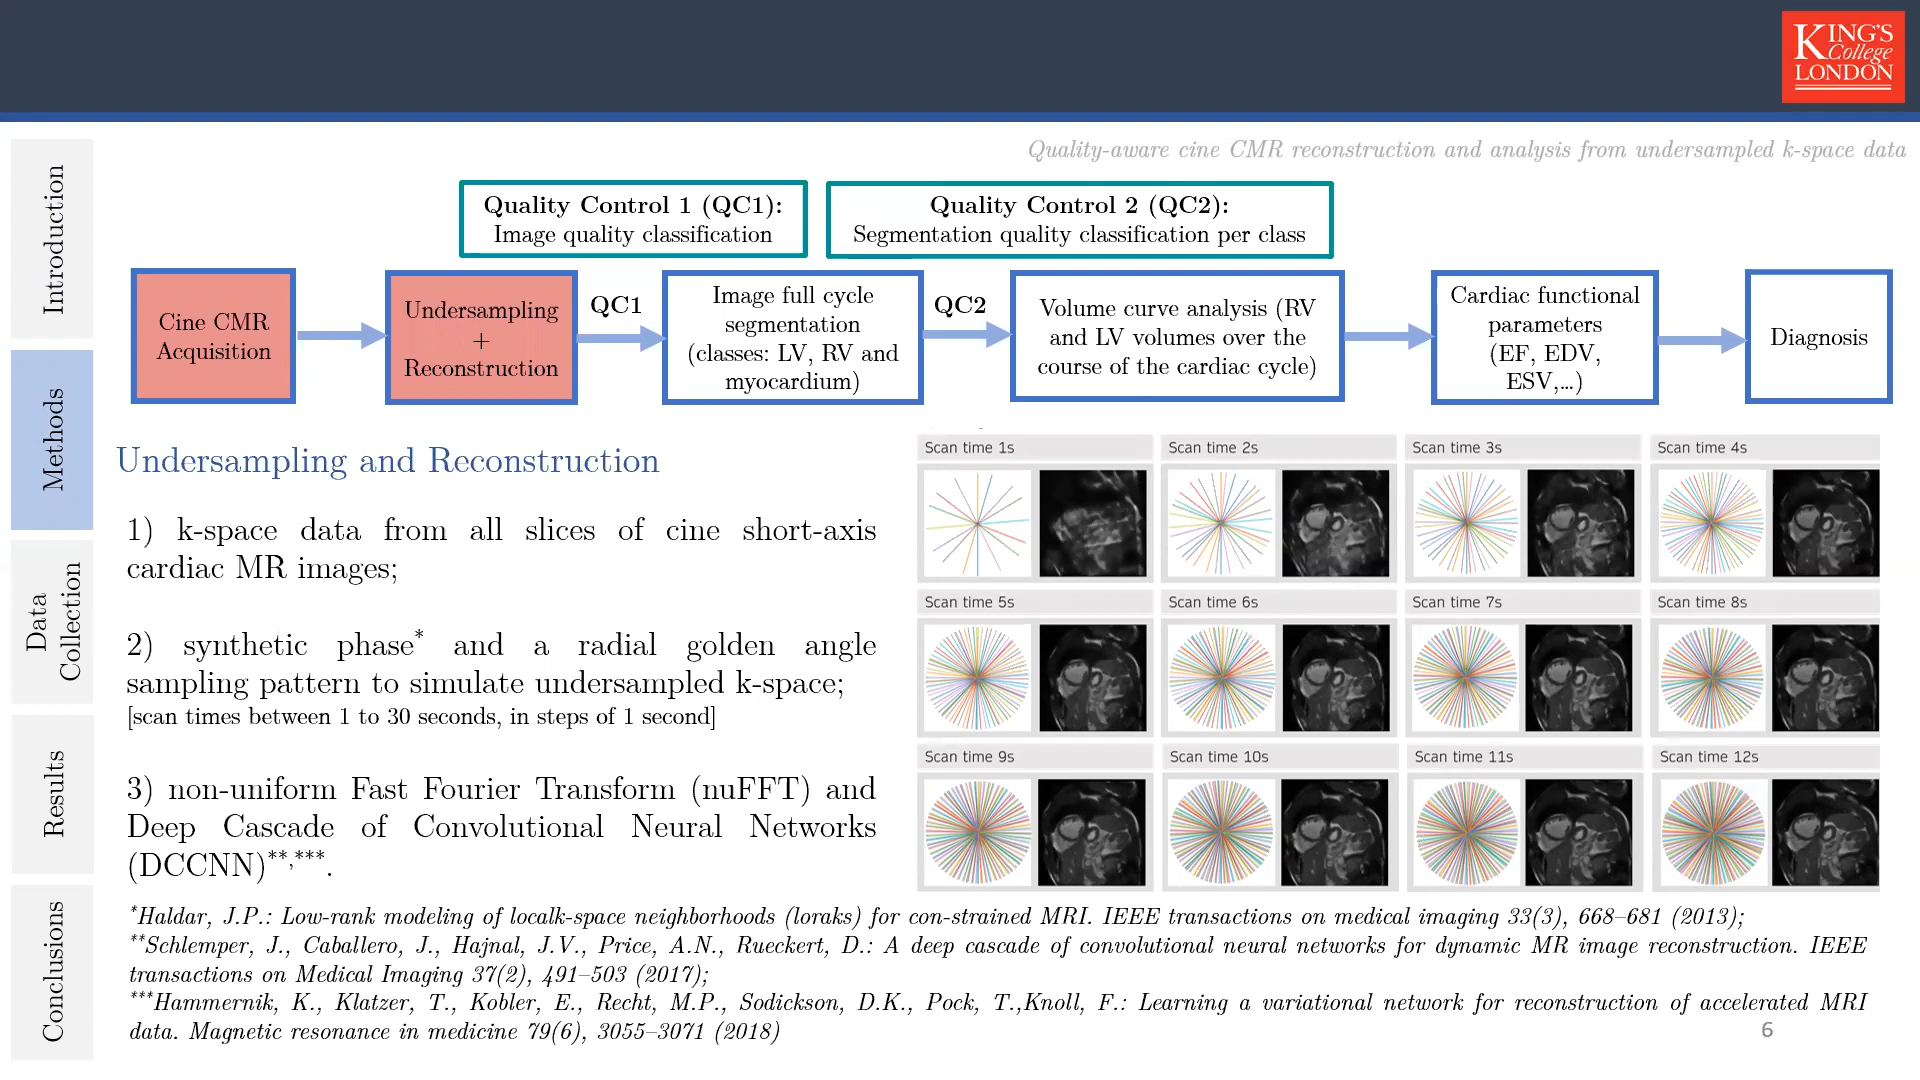 KING'S
College
LONDON
Quality-aware cine CMR reconstruction and analysis from undersampled k-space data
Introduction
Methods
Data
Collection
Results
Conclusions
Quality Control 1 (QC1):
Image quality classification
Quality Control 2 (QC2):
Segmentation quality classification per class
Cine CMR
Acquisition
Undersampling
+
Reconstruction
QC1
Image full cycle
segmentation
(classes: LV, RV and
myocardium)
QC2
Volume curve analysis (RV
and LV volumes over the
course of the cardiac cycle)
Cardiac functional
parameters
(EF, EDV,
ESV,...)
Diagnosis
Undersampling and Reconstruction
1) k-space data from all slices of cine short-axis
cardiac MR images;
2) synthetic phase* and a radial golden angle
sampling pattern to simulate undersampled k-space;
[scan times between 1 to 30 seconds, in steps of 1 second]
3) non-uniform Fast Fourier Transform (nuFFT) and
Deep Cascade of Convolutional Neural Networks
(DCCNN)**,***.
Scan time 1s
Scan time 2s
Scan time 3s
Scan time 4s
Scan time 5s
Scan time 6s
Scan time 7s
Scan time 8s
Scan time 9s
Scan time 10s
Scan time 11s
Scan time 12s
*Haldar, J.P.: Low-rank modeling of localk-space neighborhoods (loraks) for con-strained MRI. IEEE transactions on medical imaging 33(3), 668–681 (2013);
**Schlemper, J., Caballero, J., Hajnal, J.V., Price, A.N., Rueckert, D.: A deep cascade of convolutional neural networks for dynamic MR image reconstruction. IEEE
transactions on Medical Imaging 37(2), 491–503 (2017);
***Hammernik, K., Klatzer, T., Kobler, E., Recht, M.P., Sodickson, D.K., Pock, T.,Knoll, F.: Learning a variational network for reconstruction of accelerated MRI
data. Magnetic resonance in medicine 79(6), 3055–3071 (2018)
6